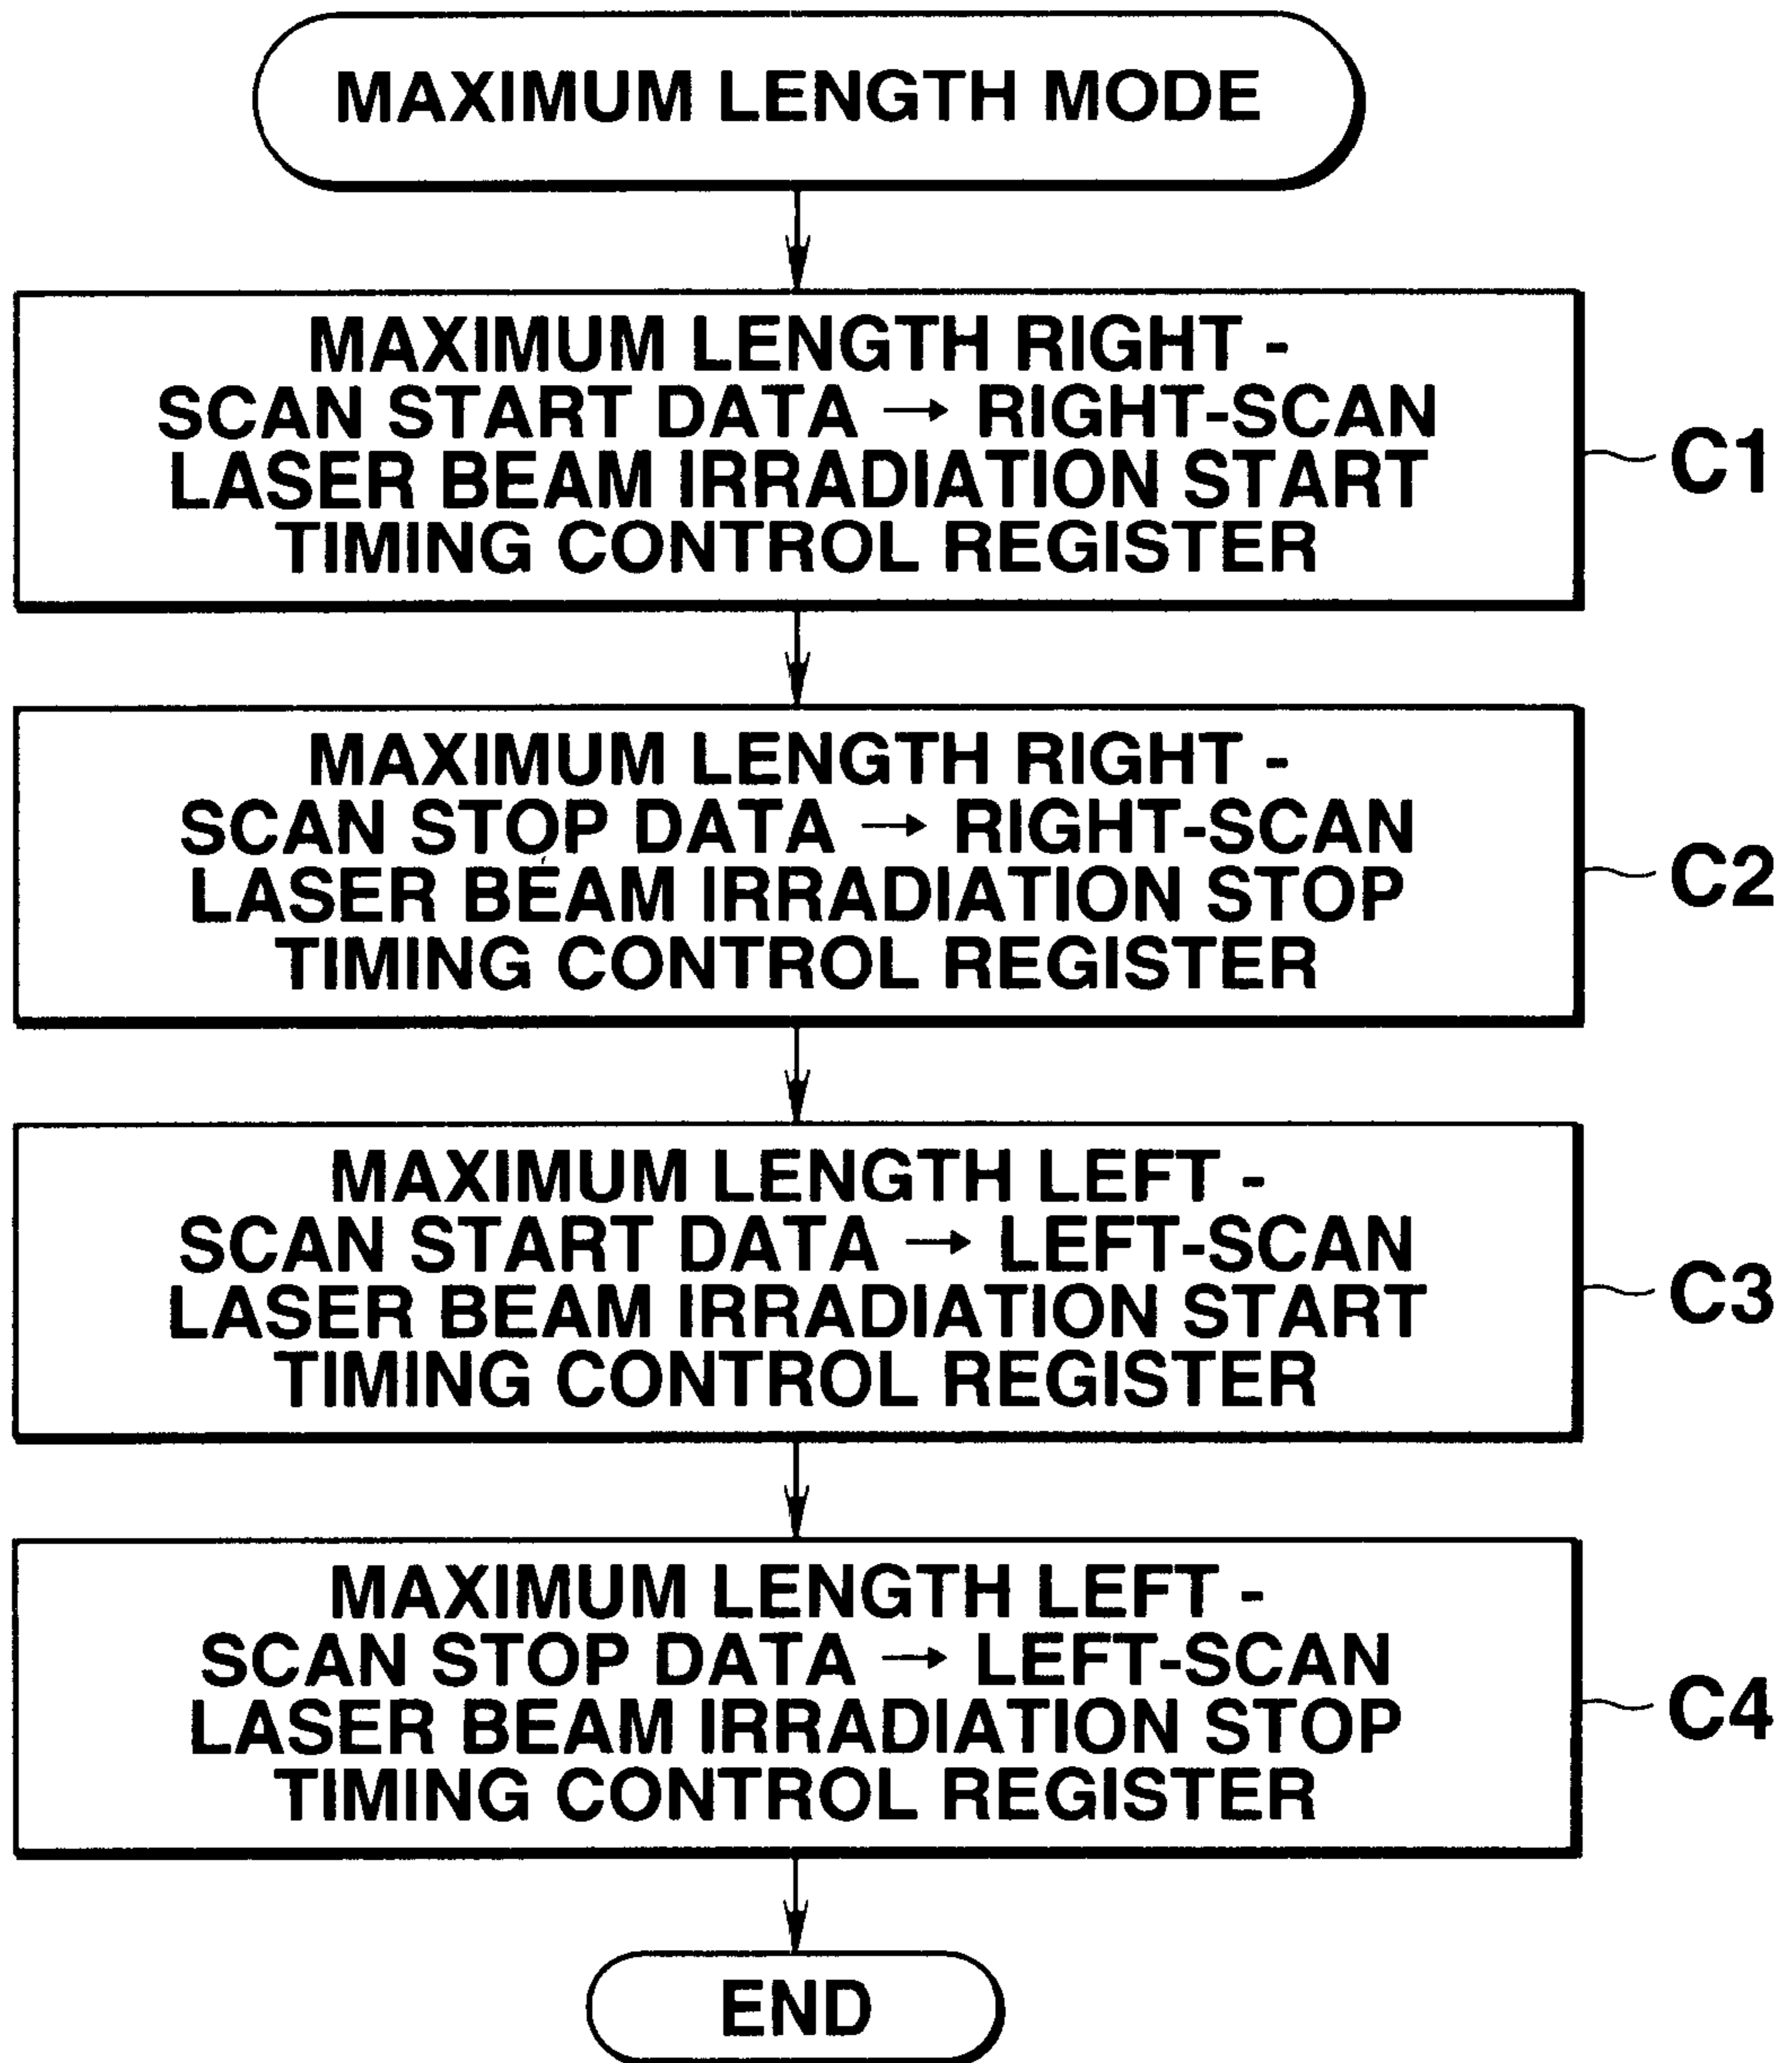 MAXIMUM LENGTH MODE
MAXIMUM LENGTH RIGHT -
SCAN START DATA → RIGHT-SCAN
LASER BEAM IRRADIATION START
TIMING CONTROL REGISTER
C1
MAXIMUM LENGTH RIGHT -
SCAN STOP DATA → RIGHT-SCAN
LASER BEAM IRRADIATION STOP
TIMING CONTROL REGISTER
C2
MAXIMUM LENGTH LEFT -
SCAN START DATA → LEFT-SCAN
LASER BEAM IRRADIATION START
TIMING CONTROL REGISTER
C3
MAXIMUM LENGTH LEFT -
SCAN STOP DATA → LEFT-SCAN
LASER BEAM IRRADIATION STOP
TIMING CONTROL REGISTER
C4
END